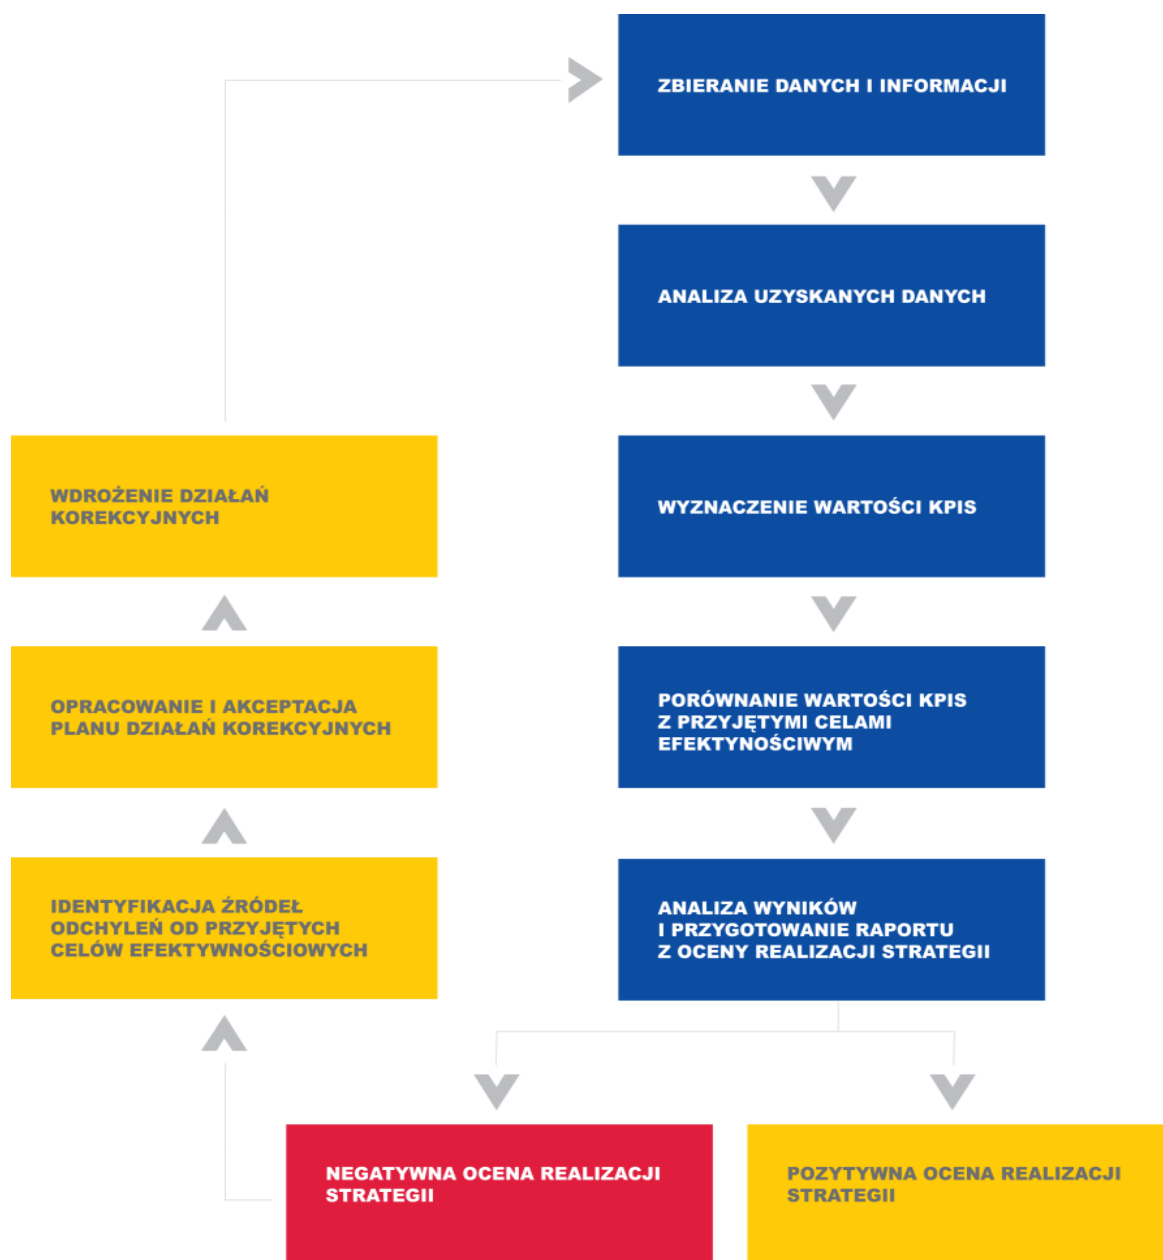 ZBIERANIE DANYCH I INFORMACJI
ANALIZA UZYSKANYCH DANYCH
WYZNACZENIE WARTOŚCI KPIS
PORÓWNANIE WARTOŚCI KPIS
Z PRZYJĘTYMI CELAMI
EFEKTYNOŚCIWYM
ANALIZA WYNIKÓW
I PRZYGOTOWANIE RAPORTU
Z OCENY REALIZACJI STRATEGII
NEGATYWNA OCENA REALIZACJI
STRATEGII
POZYTYWNA OCENA REALIZACJI
STRATEGII
IDENTYFIKACJA ŹRÓDEŁ
ODCHYLEŃ OD PRZYJĘTYCH
CELÓW EFEKTYWNOŚCIOWYCH
OPRACOWANIE I AKCEPTACJA
PLANU DZIAŁAŃ KOREKCYJNYCH
WDROŻENIE DZIAŁAŃ
KOREKCYJNYCH